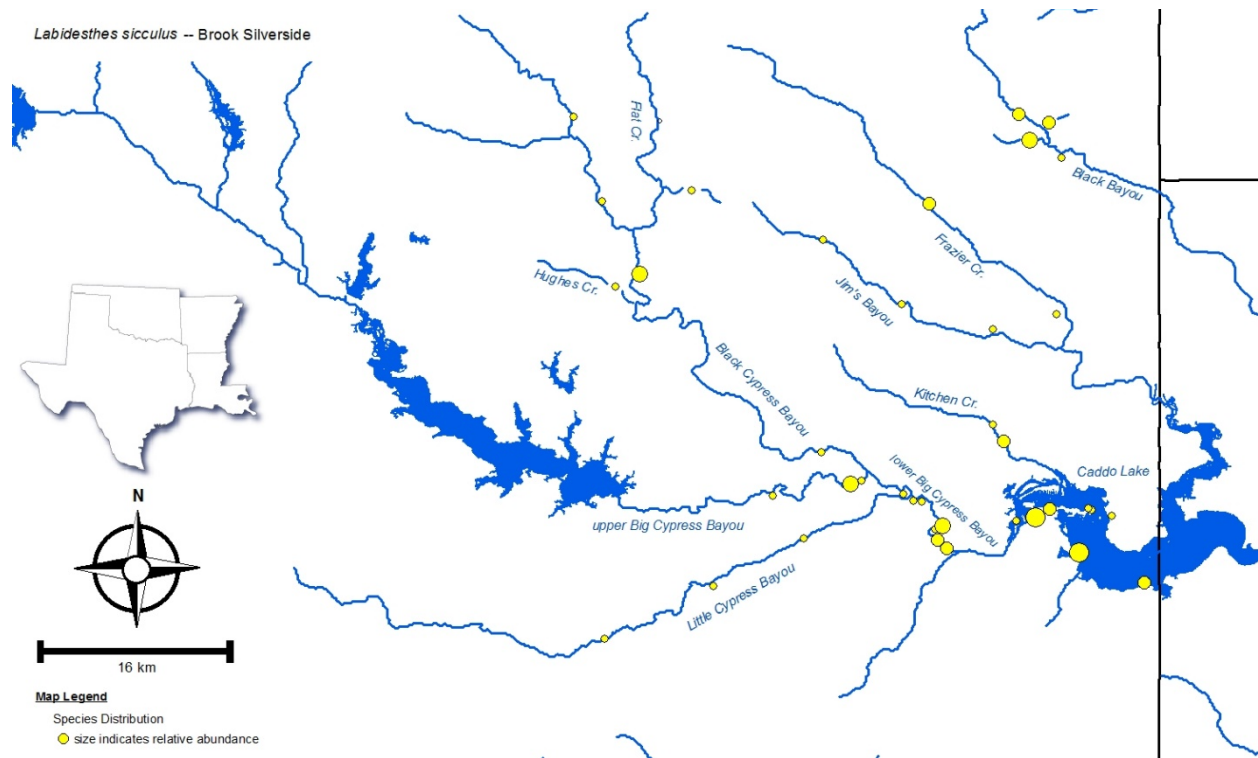 Labidesthes sicculus -- Brook Silverside
Flat Cr.
Black Bayou
Frazier Cr.
Hughes Cr.
Jim's Bayou
Black Cypress Bayou
Kitchen Cr.
Caddo Lake
lower Big Cypress Bayou
upper Big Cypress Bayou
Little Cypress Bayou
N
16 km
Map Legend
Species Distribution
size indicates relative abundance